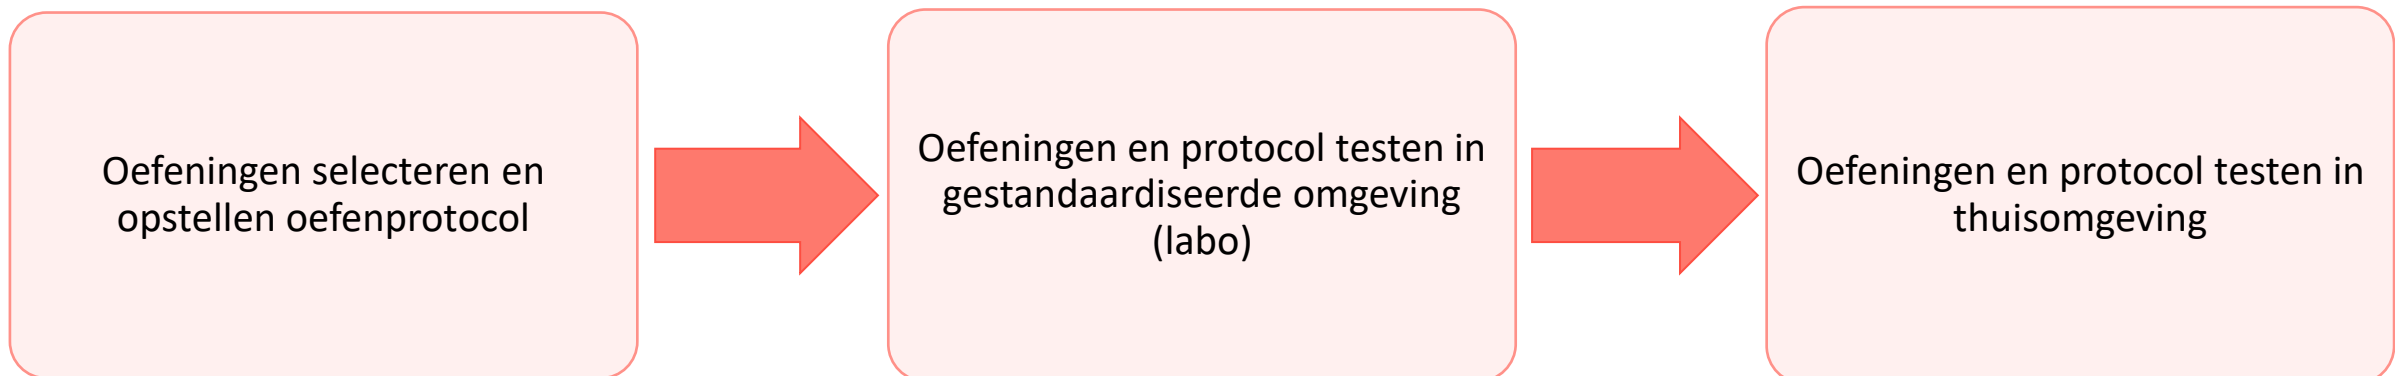 Oefeningen selecteren en
opstellen oefenprotocol
Oefeningen en protocol testen in
gestandaardiseerde omgeving
(labo)
Oefeningen en protocol testen in
thuisomgeving